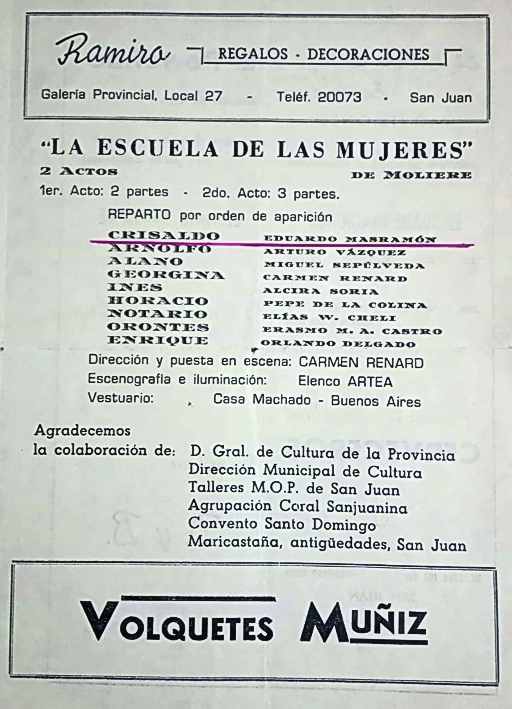 Ramiro REGALOS - DECORACIONES
Galería Provincial, Local 27 - Teléf. 20073 - San Juan
"LA ESCUELA DE LAS MUJERES"
2 ACTOS DE MOLIERE
1er. Acto: 2 partes - 2do. Acto: 3 partes.
REPARTO por orden de aparición
CRISALDO EDUARDO MASRAMÓN
ARNOLFO ARTURO VÁZQUEZ
ALANO MIGUEL SEPÚLVEDA
GEORGINA CARMEN RENARD
INES ALCIRA SORIA
HORACIO PEPE DE LA COLINA
NOTARIO ELÍAS W. CHELI
ORONTES ERASMO M. A. CASTRO
ENRIQUE ORLANDO DELGADO
Dirección y puesta en escena: CARMEN RENARD
Escenografia e iluminación: Elenco ARTEA
Vestuario: Casa Machado - Buenos Aires
Agradecemos
la colaboración de: D. Gral. de Cultura de la Provincia
Dirección Municipal de Cultura
Talleres M.O.P. de San Juan
Agrupación Coral Sanjuanina
Convento Santo Domingo
Maricastaña, antigüedades, San Juan
VOLQUETES MUÑIZ